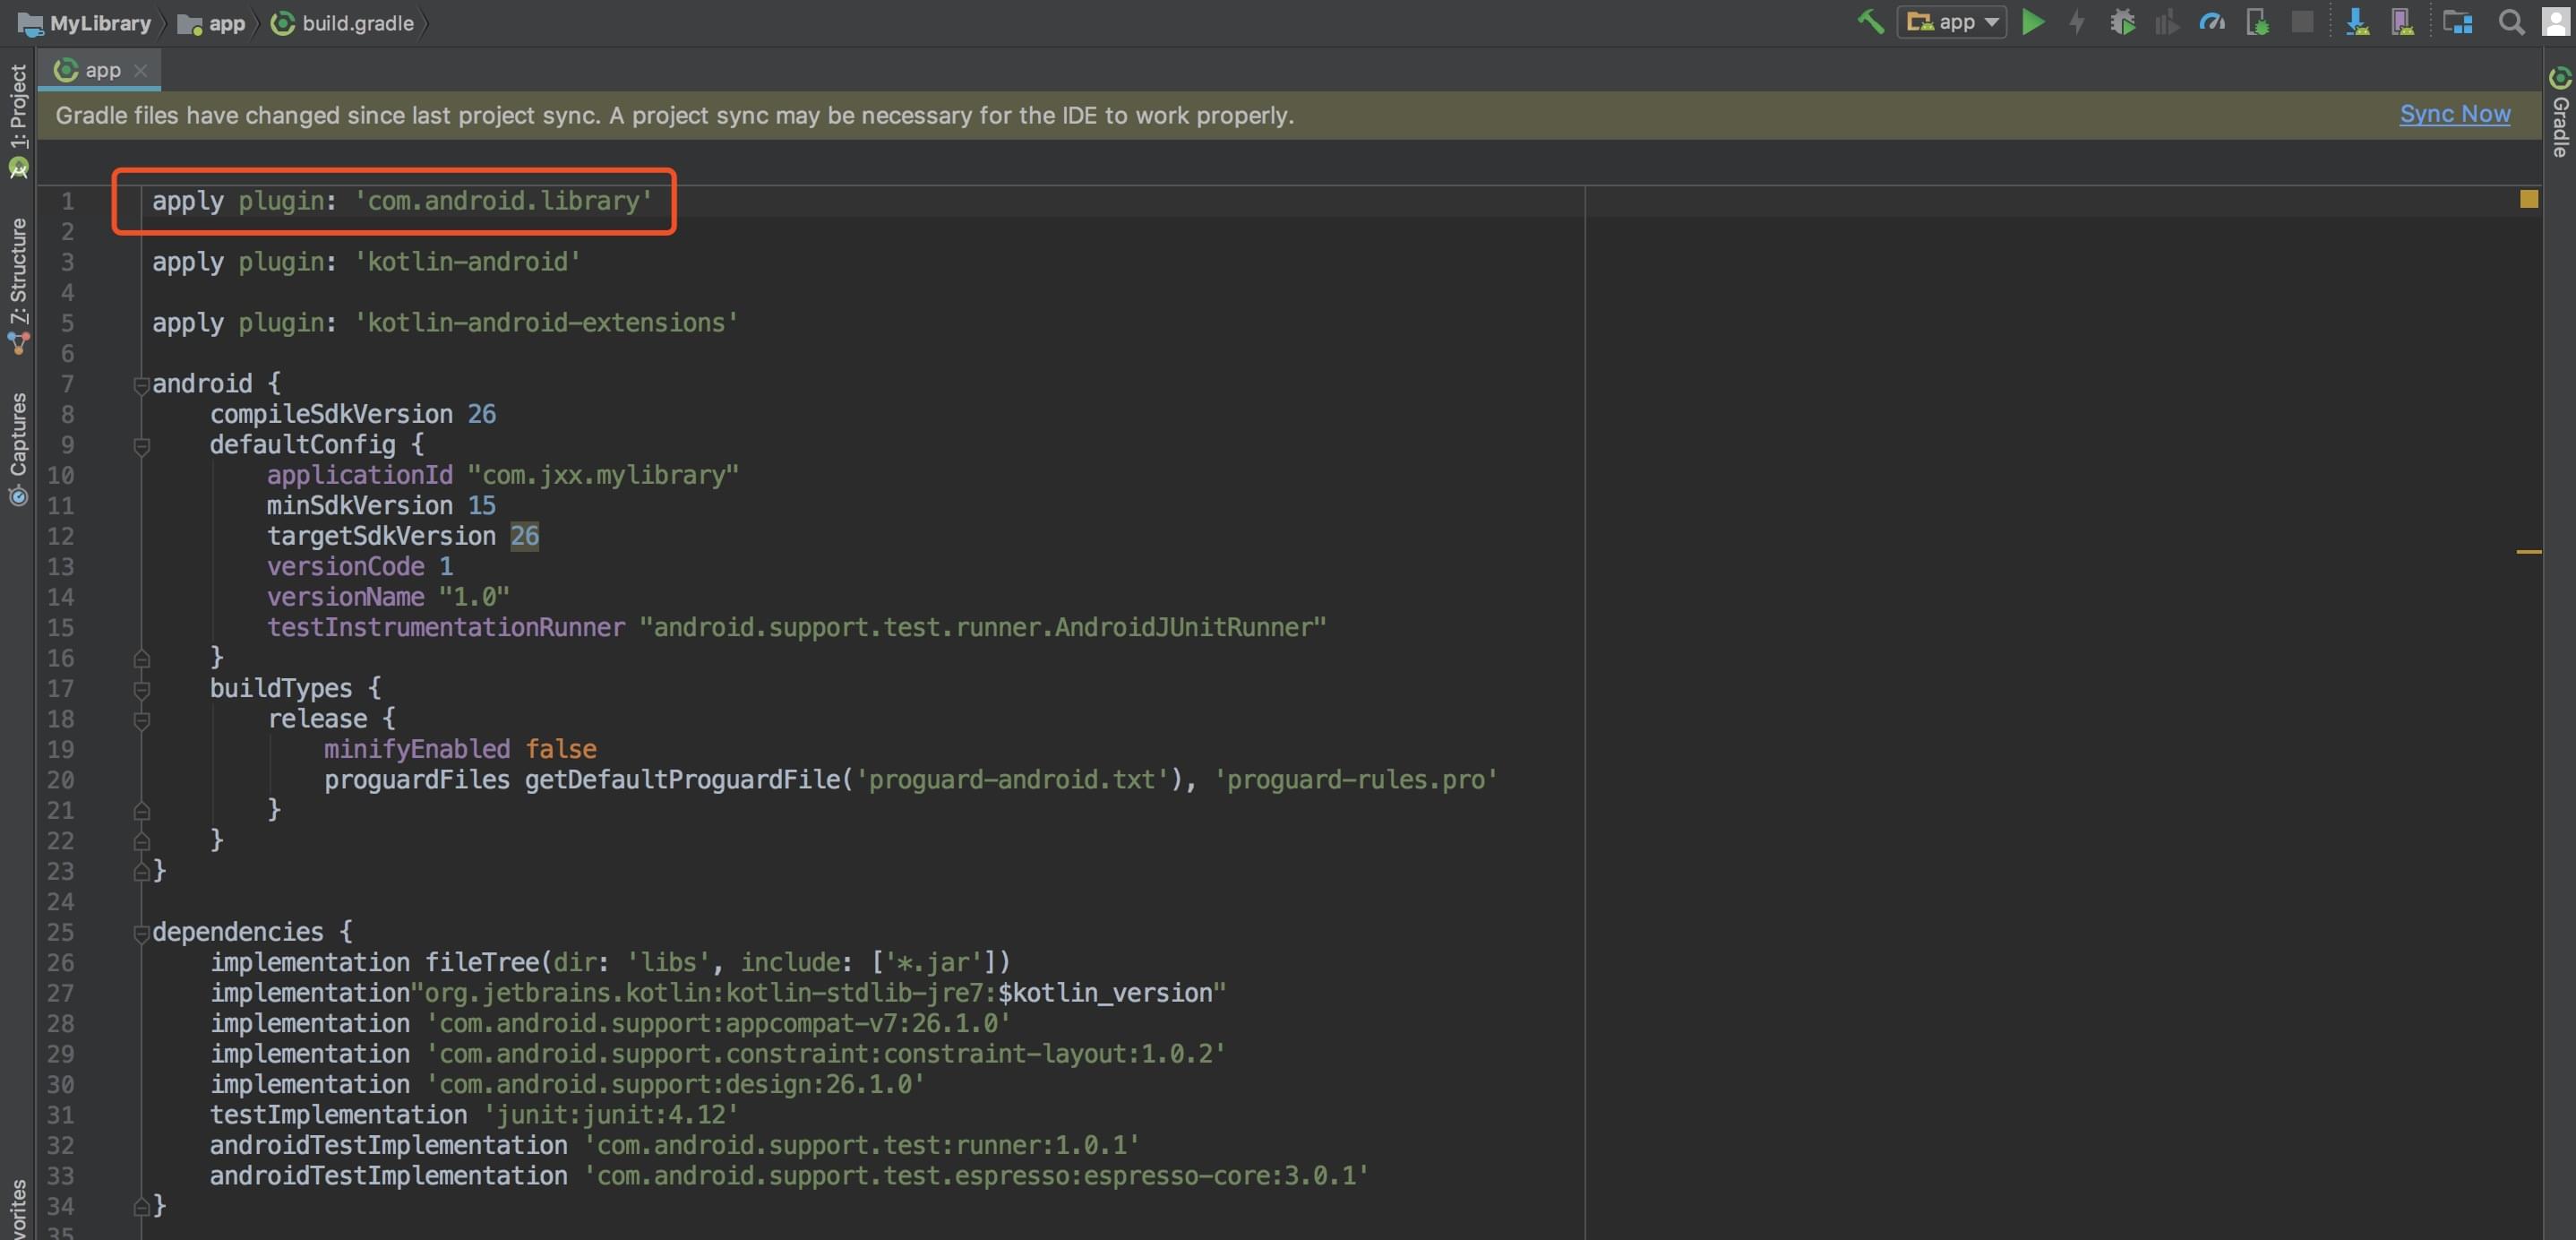 MyLibrary app build.gradle app
app
Gradle files have changed since last project sync. A project sync may be necessary for the IDE to work properly. Sync Now
1: Project
7: Structure
Captures
vorites
Gradle
1 apply plugin: 'com.android.library'
2
3 apply plugin: 'kotlin-android'
4
5 apply plugin: 'kotlin-android-extensions'
6
7 android {
8 compileSdkVersion 26
9 defaultConfig {
10 applicationId "com.jxx.mylibrary"
11 minSdkVersion 15
12 targetSdkVersion 26
13 versionCode 1
14 versionName "1.0"
15 testInstrumentationRunner "android.support.test.runner.AndroidJUnitRunner"
16 }
17 buildTypes {
18 release {
19 minifyEnabled false
20 proguardFiles getDefaultProguardFile('proguard-android.txt'), 'proguard-rules.pro'
21 }
22 }
23 }
24
25 dependencies {
26 implementation fileTree(dir: 'libs', include: ['*.jar'])
27 implementation"org.jetbrains.kotlin:kotlin-stdlib-jre7:$kotlin_version"
28 implementation 'com.android.support:appcompat-v7:26.1.0'
29 implementation 'com.android.support.constraint:constraint-layout:1.0.2'
30 implementation 'com.android.support:design:26.1.0'
31 testImplementation 'junit:junit:4.12'
32 androidTestImplementation 'com.android.support.test:runner:1.0.1'
33 androidTestImplementation 'com.android.support.test.espresso:espresso-core:3.0.1'
34 }
35